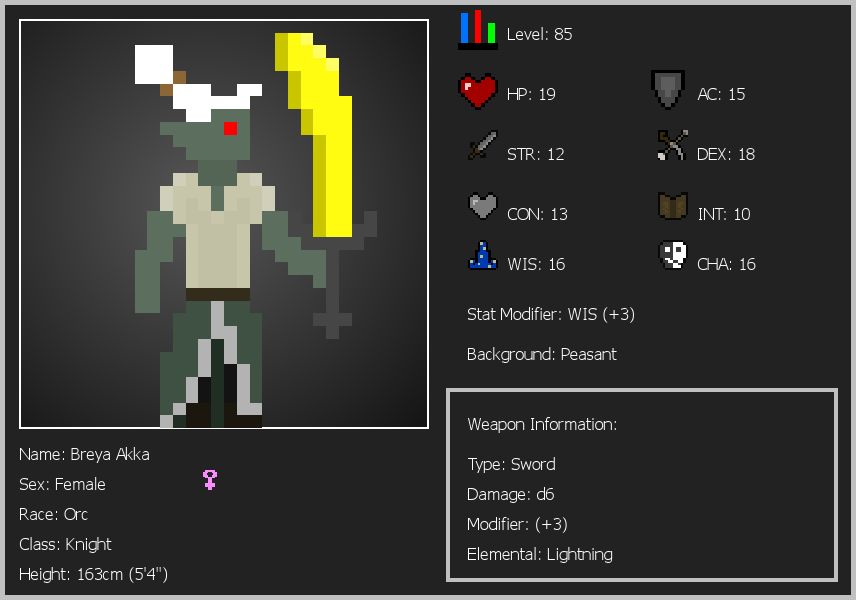 Level: 85
HP: 19
AC: 15
STR: 12
DEX: 18
CON: 13
INT: 10
WIS: 16
CHA: 16
Stat Modifier: WIS (+3)
Background: Peasant
Weapon Information:
Type: Sword
Damage: d6
Modifier: (+3)
Elemental: Lightning
Name: Breya Akka
Sex: Female
Race: Orc
Class: Knight
Height: 163cm (5'4")